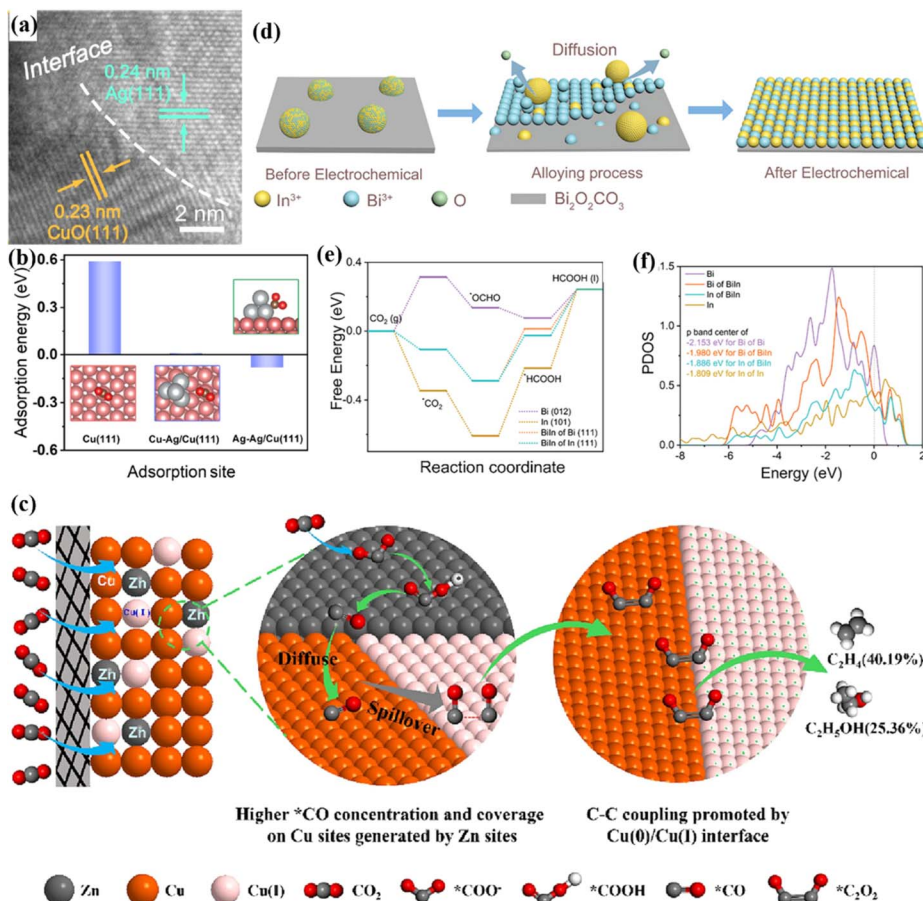 (a)
Interface
0.24 nm
Ag(111)
0.23 nm
CuO(111)
2 nm
(b)
Adsorption energy (eV)
0.6
0.3
0.0
-0.3
-0.6
Cu(111)
Cu-Ag/Cu(111)
Ag-Ag/Cu(111)
Adsorption site
(d)
Diffusion
Before Electrochemical
Alloying process
After Electrochemical
In³⁺
Bi³⁺
O
Bi₂O₂CO₃
(e)
Free Energy (eV)
0.4
0.0
-0.4
CO₂ (g)
*OCHO
HCOOH (l)
*CO₂
*HCOOH
Bi (012)
In (101)
BiIn of Bi (111)
BiIn of In (111)
Reaction coordinate
(f)
PDOS
1.5
1.0
0.5
0.0
Bi
Bi of BiIn
In of BiIn
In
p band center of
-2.153 eV for Bi of Bi
-1.980 eV for Bi of BiIn
-1.886 eV for In of BiIn
-1.809 eV for In of In
-8 -6 -4 -2 0 2
Energy (eV)
(c)
Cu
Zh
Cu(I)
Zh
Zh
Zh
Diffuse
Spillover
C₂H₄(40.19%)
C₂H₅OH(25.36%)
Higher *CO concentration and coverage
on Cu sites generated by Zn sites
C-C coupling promoted by
Cu(0)/Cu(I) interface
Zn
Cu
Cu(I)
CO₂
*COO⁻
*COOH
*CO
*C₂O₂